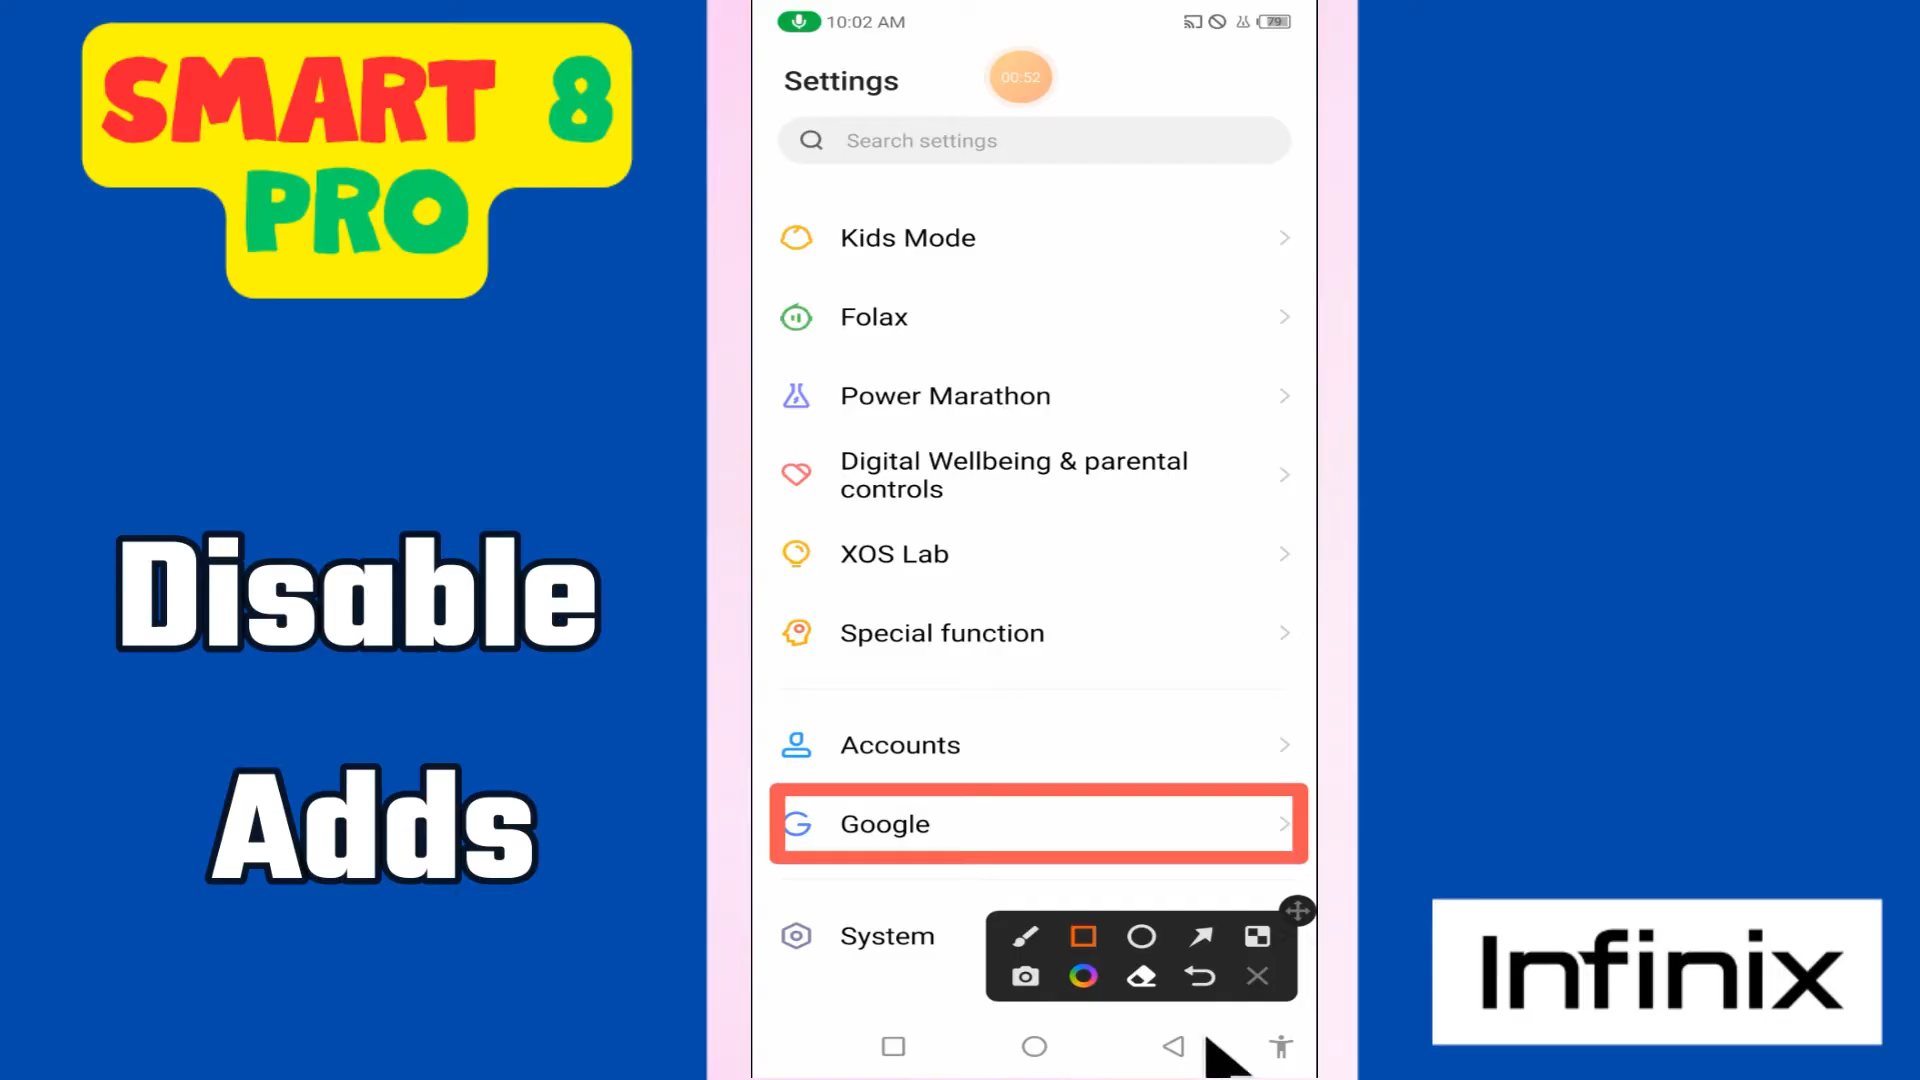 SMART 8
PRO
Disable
Adds
10:02 AM
79
Settings
00:52
Search settings
Kids Mode
Folax
Power Marathon
Digital Wellbeing & parental
controls
XOS Lab
Special function
Accounts
Google
System
Infinix